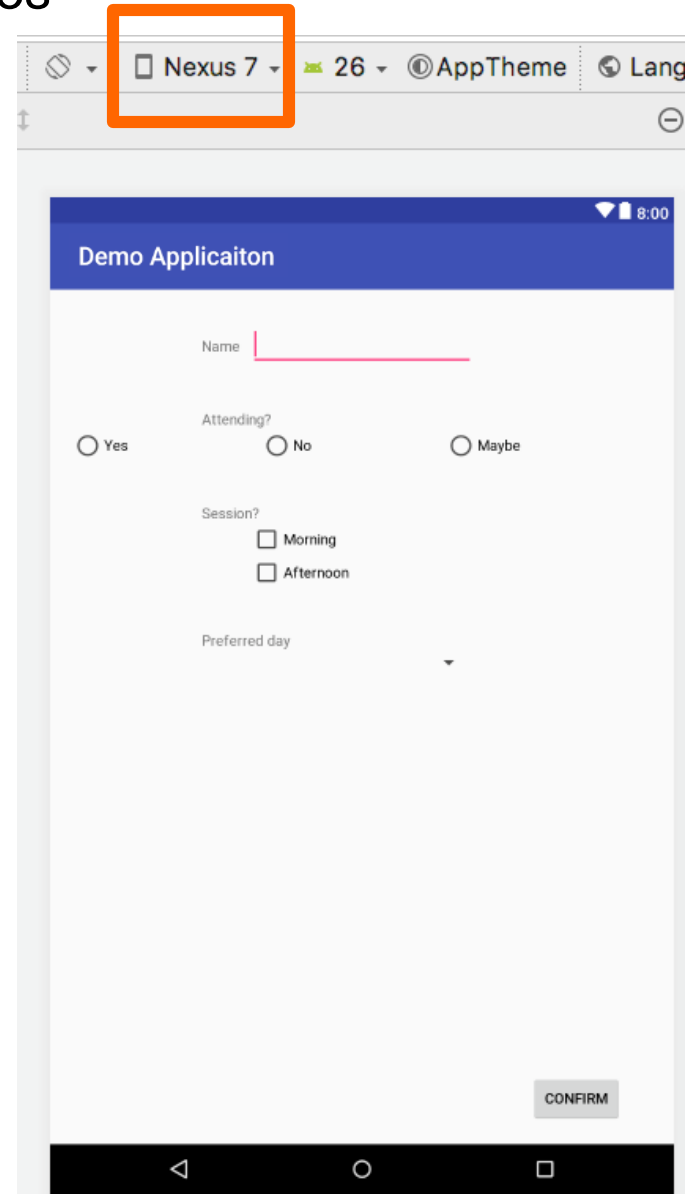 Nexus 7 26 AppTheme Lang
8:00
Demo Applicaiton
Name
Attending?
Yes No Maybe
Session?
Morning
Afternoon
Preferred day
CONFIRM